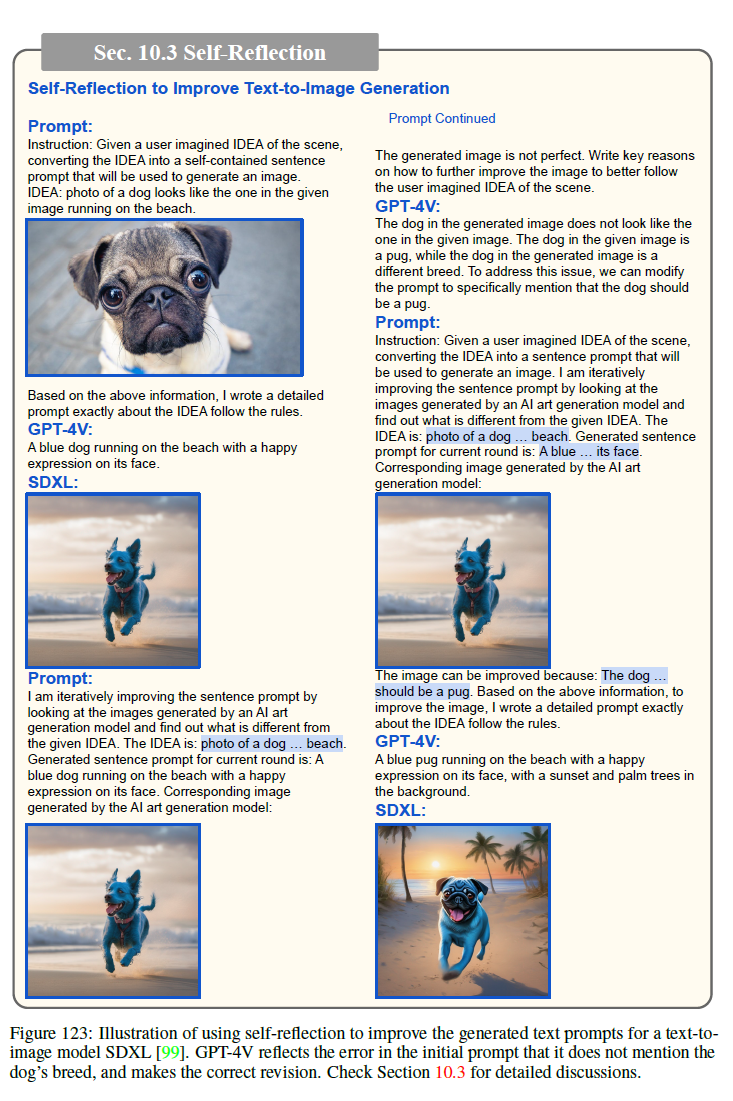 Sec. 10.3 Self-Reflection
Self-Reflection to Improve Text-to-Image Generation
Prompt:
Instruction: Given a user imagined IDEA of the scene,
converting the IDEA into a self-contained sentence
prompt that will be used to generate an image.
IDEA: photo of a dog looks like the one in the given
image running on the beach.
Based on the above information, I wrote a detailed
prompt exactly about the IDEA follow the rules.
GPT-4V:
A blue dog running on the beach with a happy
expression on its face.
SDXL:
Prompt:
I am iteratively improving the sentence prompt by
looking at the images generated by an AI art
generation model and find out what is different from
the given IDEA. The IDEA is: photo of a dog ... beach.
Generated sentence prompt for current round is: A
blue dog running on the beach with a happy
expression on its face. Corresponding image
generated by the AI art generation model:
Prompt Continued
The generated image is not perfect. Write key reasons
on how to further improve the image to better follow
the user imagined IDEA of the scene.
GPT-4V:
The dog in the generated image does not look like the
one in the given image. The dog in the given image is
a pug, while the dog in the generated image is a
different breed. To address this issue, we can modify
the prompt to specifically mention that the dog should
be a pug.
Prompt:
Instruction: Given a user imagined IDEA of the scene,
converting the IDEA into a sentence prompt that will
be used to generate an image. I am iteratively
improving the sentence prompt by looking at the
images generated by an AI art generation model and
find out what is different from the given IDEA. The
IDEA is: photo of a dog ... beach. Generated sentence
prompt for current round is: A blue ... its face.
Corresponding image generated by the AI art
generation model:
The image can be improved because: The dog ...
should be a pug. Based on the above information, to
improve the image, I wrote a detailed prompt exactly
about the IDEA follow the rules.
GPT-4V:
A blue pug running on the beach with a happy
expression on its face, with a sunset and palm trees in
the background.
SDXL:
Figure 123: Illustration of using self-reflection to improve the generated text prompts for a text-to-
image model SDXL [99]. GPT-4V reflects the error in the initial prompt that it does not mention the
dog's breed, and makes the correct revision. Check Section 10.3 for detailed discussions.